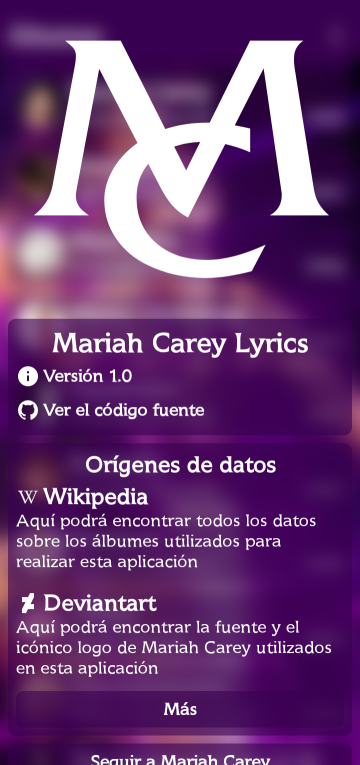 MC
Mariah Carey Lyrics
Versión 1.0
Ver el código fuente
Orígenes de datos
W Wikipedia
Aquí podrá encontrar todos los datos
sobre los álbumes utilizados para
realizar esta aplicación
Deviantart
Aquí podrá encontrar la fuente y el
icónico logo de Mariah Carey utilizados
en esta aplicación
Más
Seguir a Mariah Carey